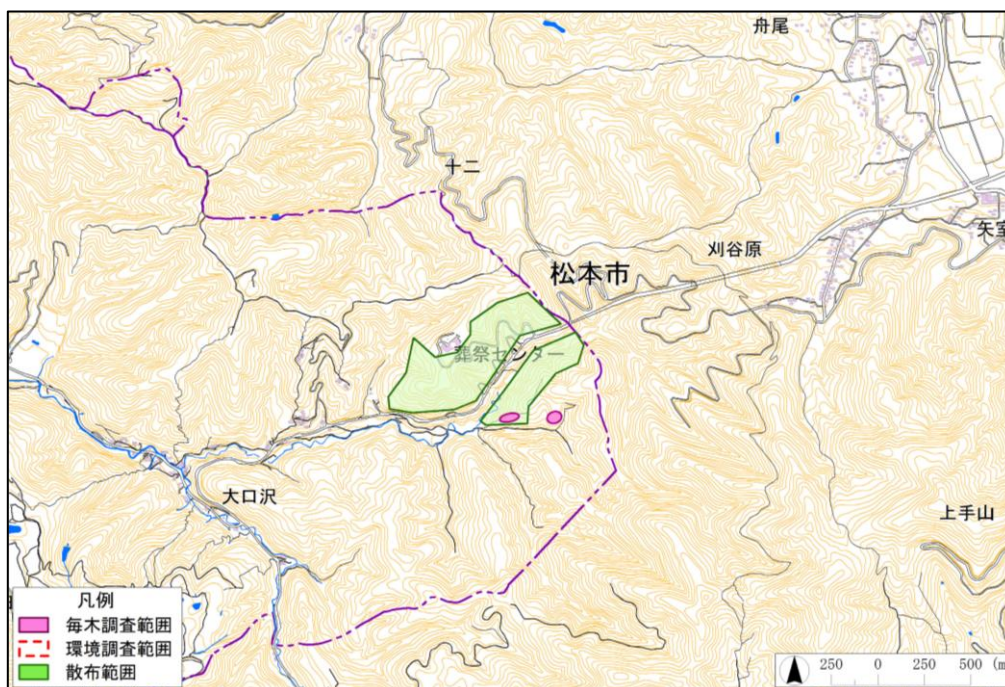 舟尾
十二
刈谷原
矢室
松本市
葬祭センター
大口沢
上手山
凡例
毎木調査範囲
環境調査範囲
散布範囲
250 0 250 500 (m